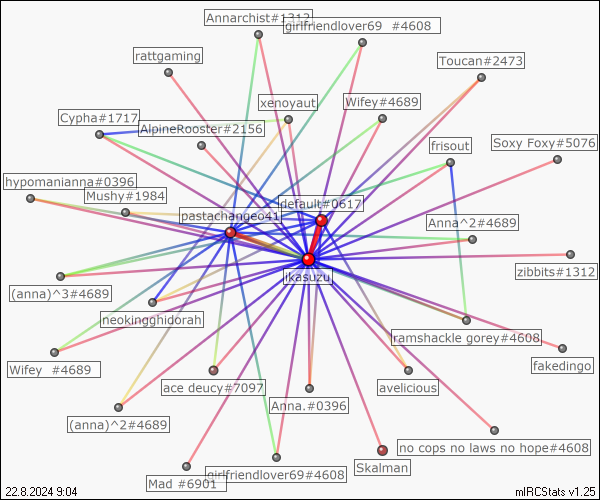 Annarchist#1312
girlfriendlover69 #4608
rattgaming
Toucan#2473
xenoyaut
Wifey#4689
Cypha#1717
AlpineRooster#2156
frisout
Soxy Foxy#5076
hypomanianna#0396
Mushy#1984
default#0617
pastachangeo41
Anna^2#4689
jkasuzu
zibbits#1312
(anna)^3#4689
neokingghidorah
ramshackle gorey#4608
Wifey #4689
fakedingo
ace deucy#7097
avelicious
Anna.#0396
(anna)^2#4689
no cops no laws no hope#4608
Mad #6901
girlfriendlover69#4608
Skalman
22.8.2024 9:04
mIRCStats v1.25